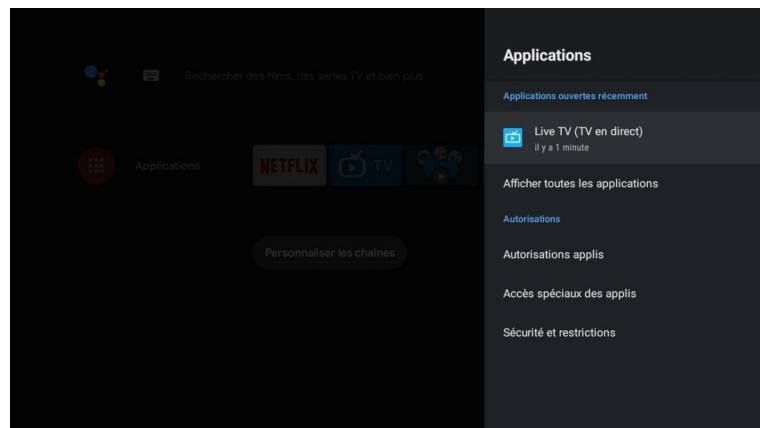 Rechercher des films, des séries TV et bien plus
Applications
NETFLIX
TV
Personnaliser les chaînes
Applications
Applications ouvertes récemment
Live TV (TV en direct)
il y a 1 minute
Afficher toutes les applications
Autorisations
Autorisations applis
Accès spéciaux des applis
Sécurité et restrictions